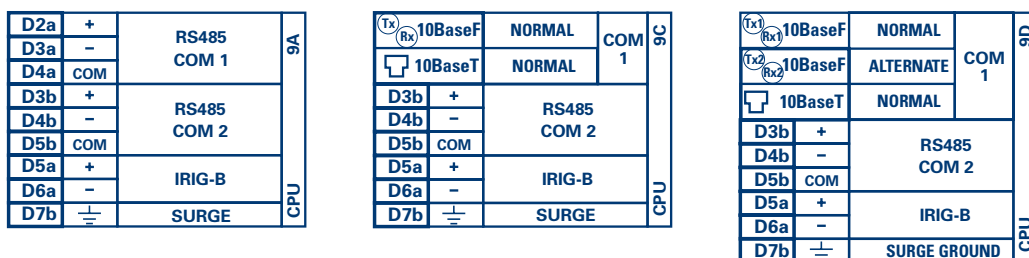 D2a + RS485 COM 1 9A
D3a –
D4a COM
D3b + RS485 COM 2
D4b –
D5b COM
D5a + IRIG-B
D6a – CPU
D7b SURGE
Tx Rx 10BaseF NORMAL COM 1 9C
10BaseT NORMAL
D3b + RS485 COM 2
D4b –
D5b COM
D5a + IRIG-B
D6a – CPU
D7b SURGE
Tx1 Rx1 10BaseF NORMAL COM 1 9D
Tx2 Rx2 10BaseF ALTERNATE
10BaseT NORMAL
D3b + RS485 COM 2
D4b –
D5b COM
D5a + IRIG-B
D6a – CPU
D7b SURGE GROUND